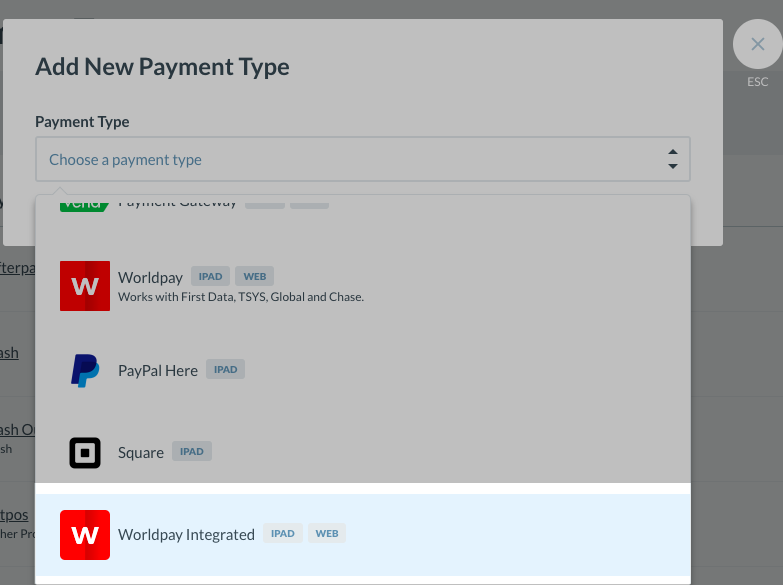 Add New Payment Type
ESC
Payment Type
Choose a payment type
vend Payment Gateway
W Worldpay IPAD WEB
Works with First Data, TSYS, Global and Chase.
PayPal Here IPAD
Square IPAD
W Worldpay Integrated IPAD WEB
fterpa
ash
ash O
sh
tpos
her Pro